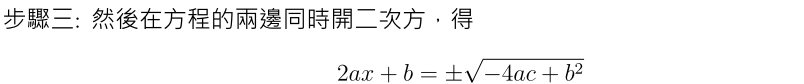 步驟三: 然後在方程的兩邊同時開二次方，得
2ax + b = ±√(−4ac + b²)